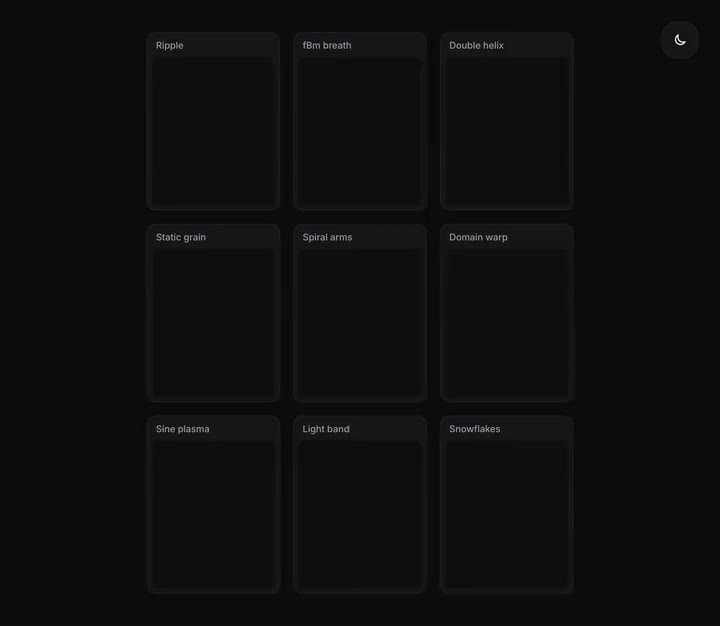 Ripple
fBm breath
Double helix
Static grain
Spiral arms
Domain warp
Sine plasma
Light band
Snowflakes